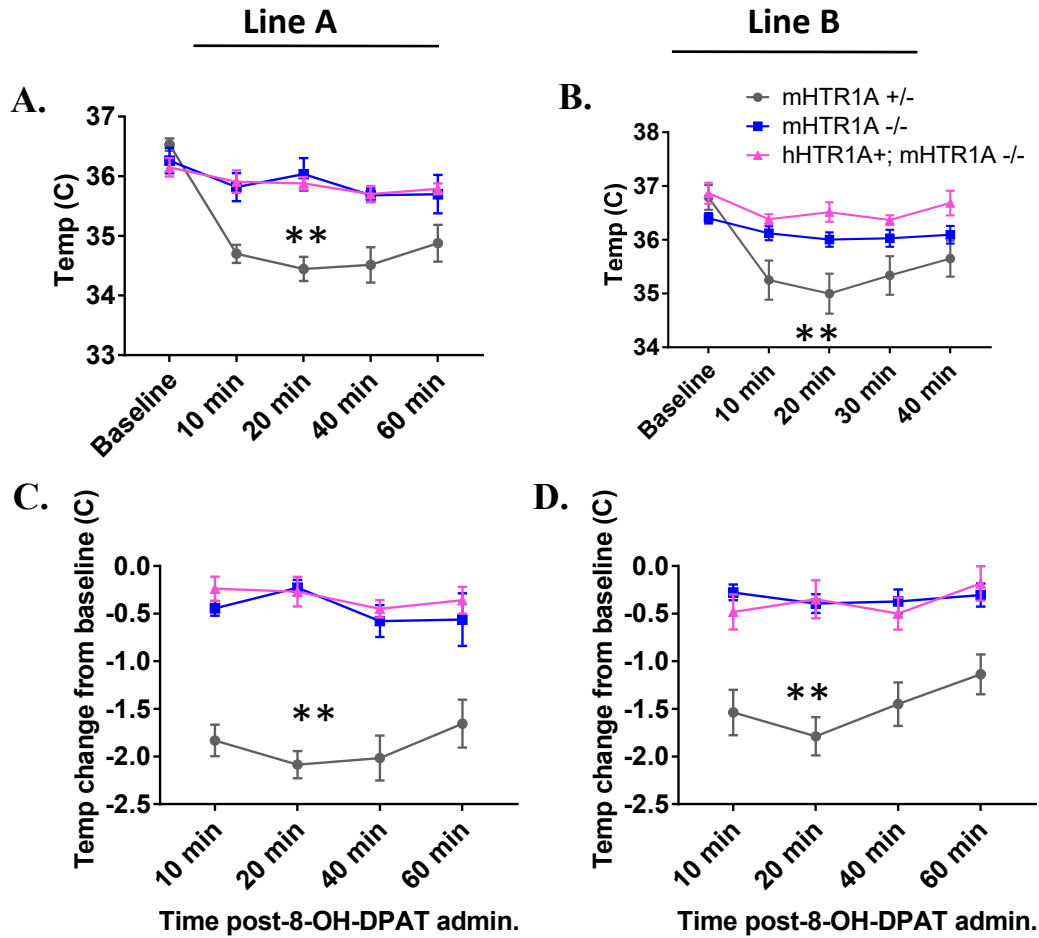 Line A
Line B
A.
Temp (C)
37
36
35
34
33
Baseline
10 min
20 min
40 min
60 min
**
B.
mHTR1A +/-
mHTR1A -/-
hHTR1A+; mHTR1A -/-
Temp (C)
38
37
36
35
34
Baseline
10 min
20 min
30 min
40 min
**
C.
Temp change from baseline (C)
0.0
-0.5
-1.0
-1.5
-2.0
-2.5
**
10 min
20 min
40 min
60 min
Time post-8-OH-DPAT admin.
D.
Temp change from baseline (C)
0.0
-0.5
-1.0
-1.5
-2.0
-2.5
**
10 min
20 min
40 min
60 min
Time post-8-OH-DPAT admin.